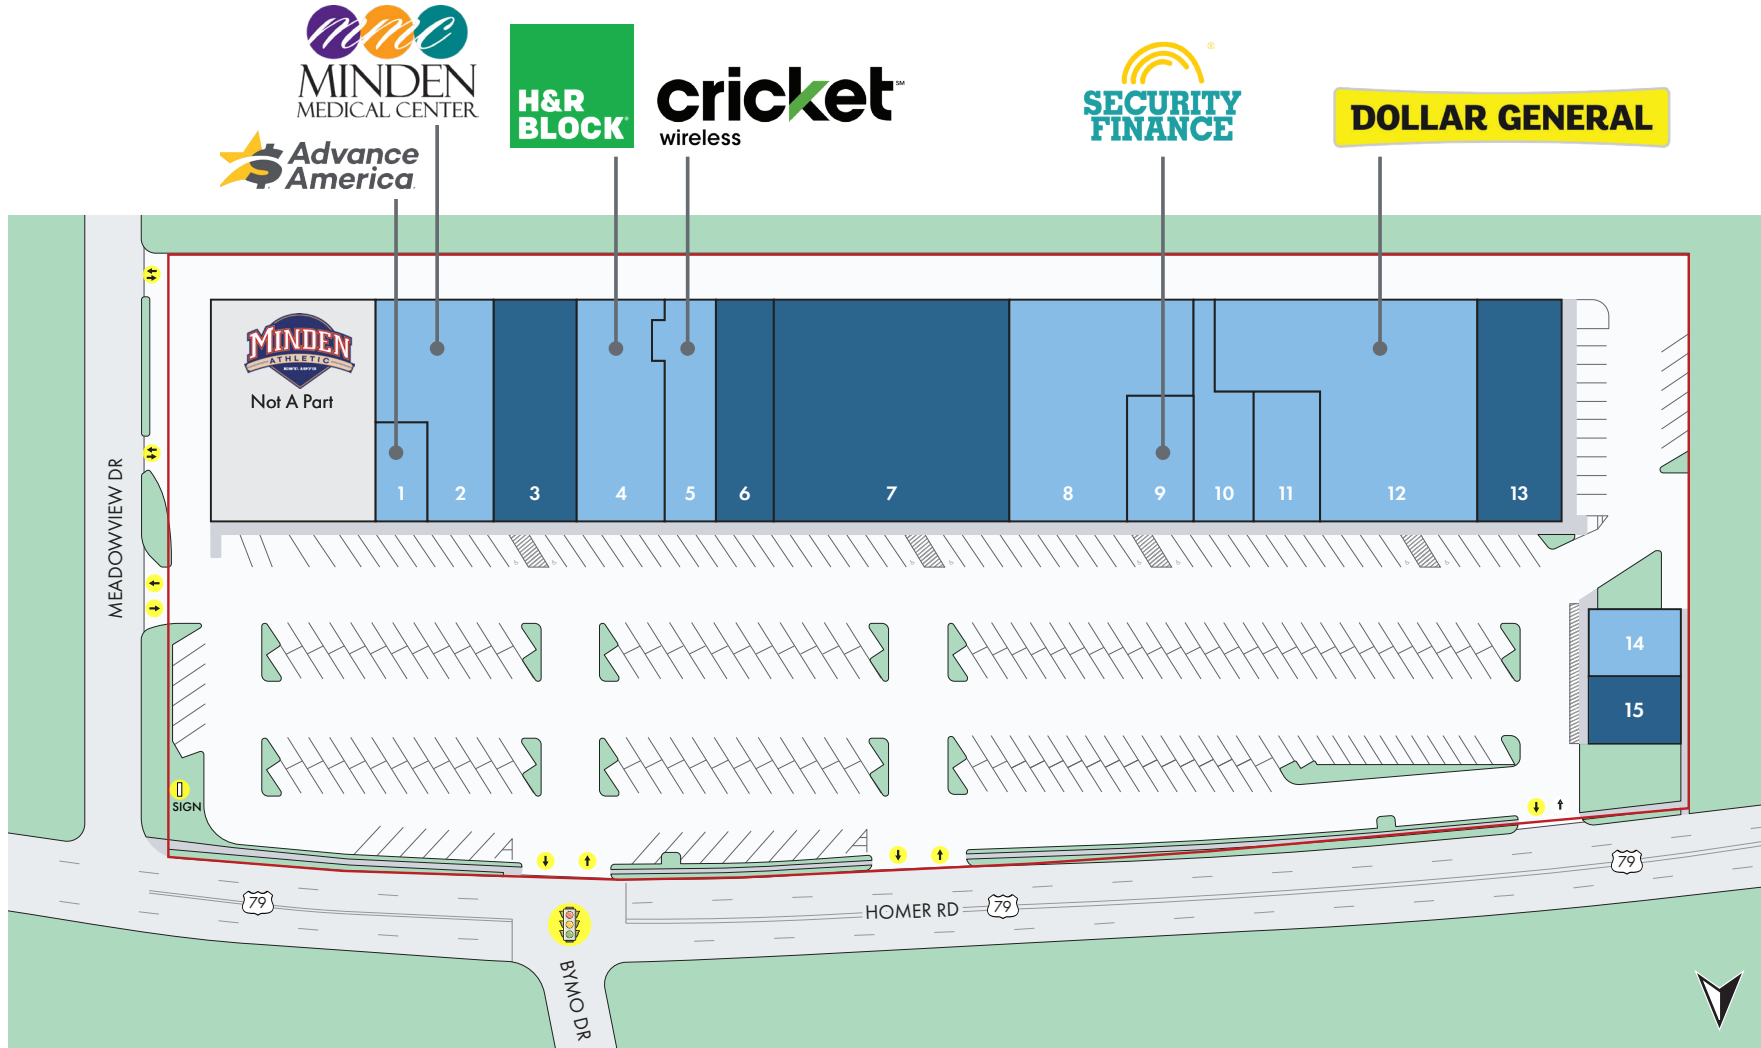 mmc
MINDEN
MEDICAL CENTER
H&R
BLOCK
cricket SM
wireless
SECURITY
FINANCE
®
DOLLAR GENERAL
Advance
America
MINDEN
ATHLETIC
Not A Part
1
2
3
4
5
6
7
8
9
10
11
12
13
14
15
MEADOWVIEW DR
SIGN
79
HOMER RD
79
79
BYMO DR